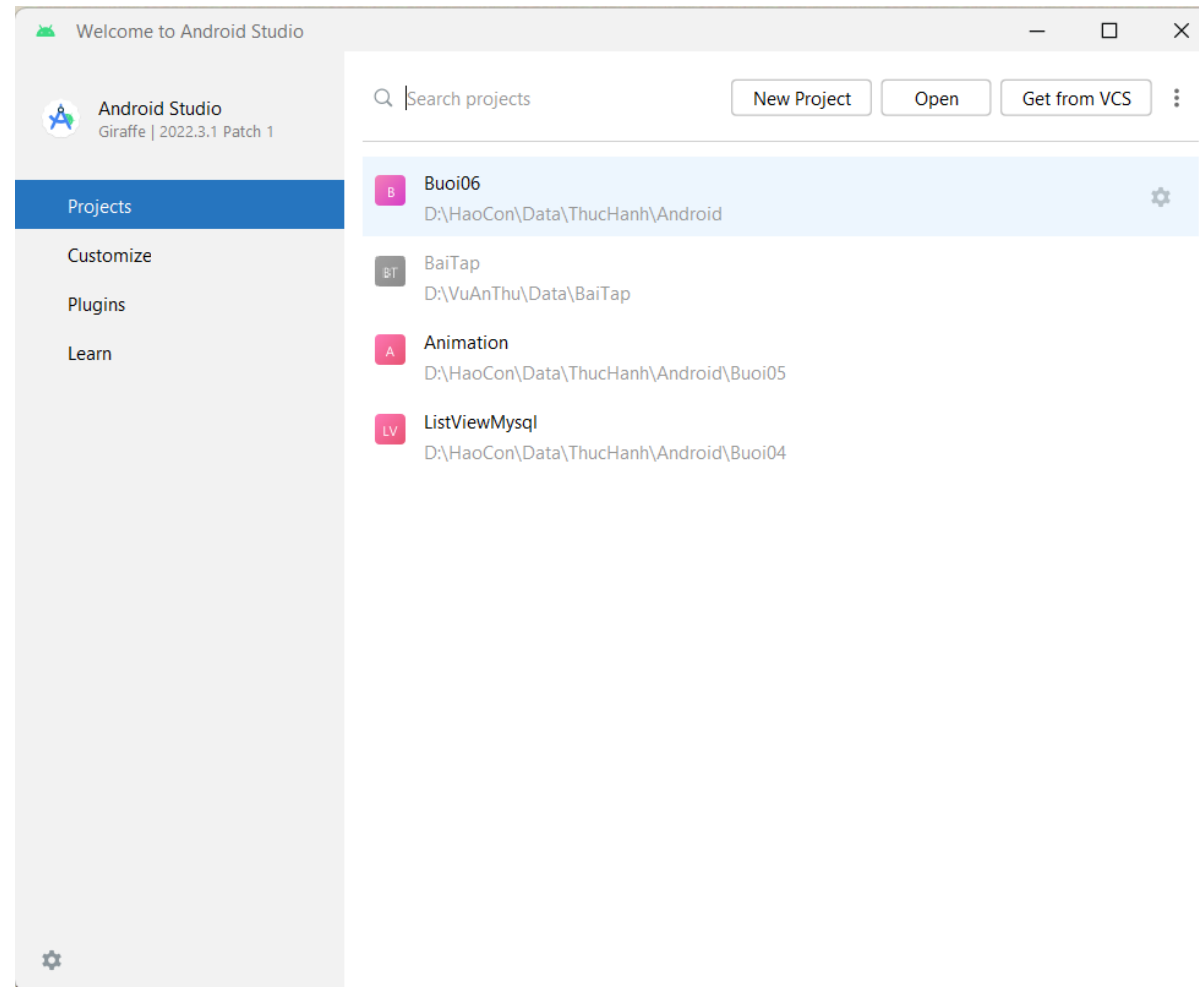 Welcome to Android Studio
Android Studio
Giraffe | 2022.3.1 Patch 1
Projects
Customize
Plugins
Learn
Search projects
New Project
Open
Get from VCS
B
Buoi06
D:\HaoCon\Data\ThucHanh\Android
BT
BaiTap
D:\VuAnThu\Data\BaiTap
A
Animation
D:\HaoCon\Data\ThucHanh\Android\Buoi05
LV
ListViewMysql
D:\HaoCon\Data\ThucHanh\Android\Buoi04